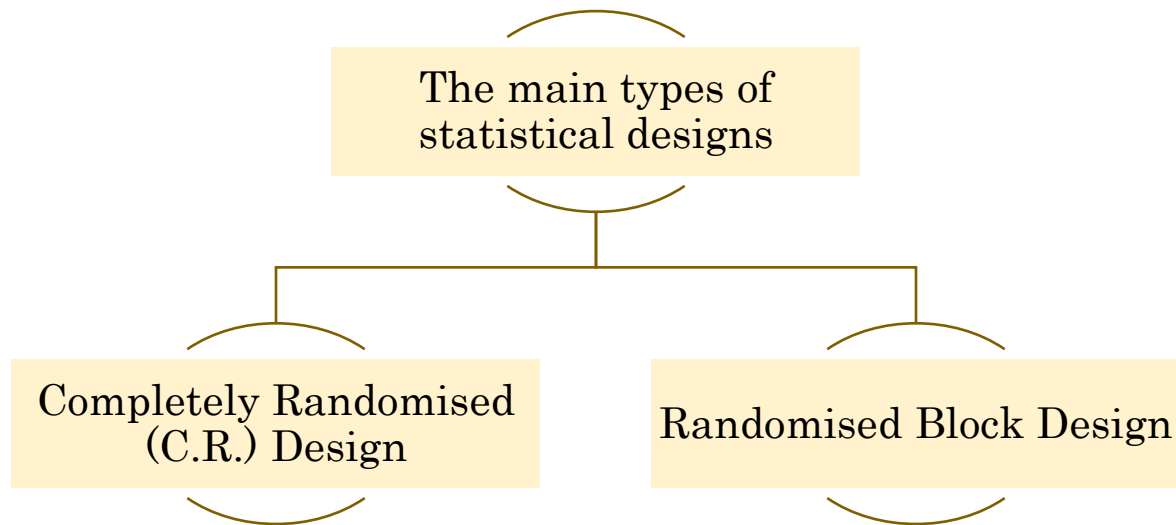 The main types of
statistical designs
Completely Randomised
(C.R.) Design
Randomised Block Design